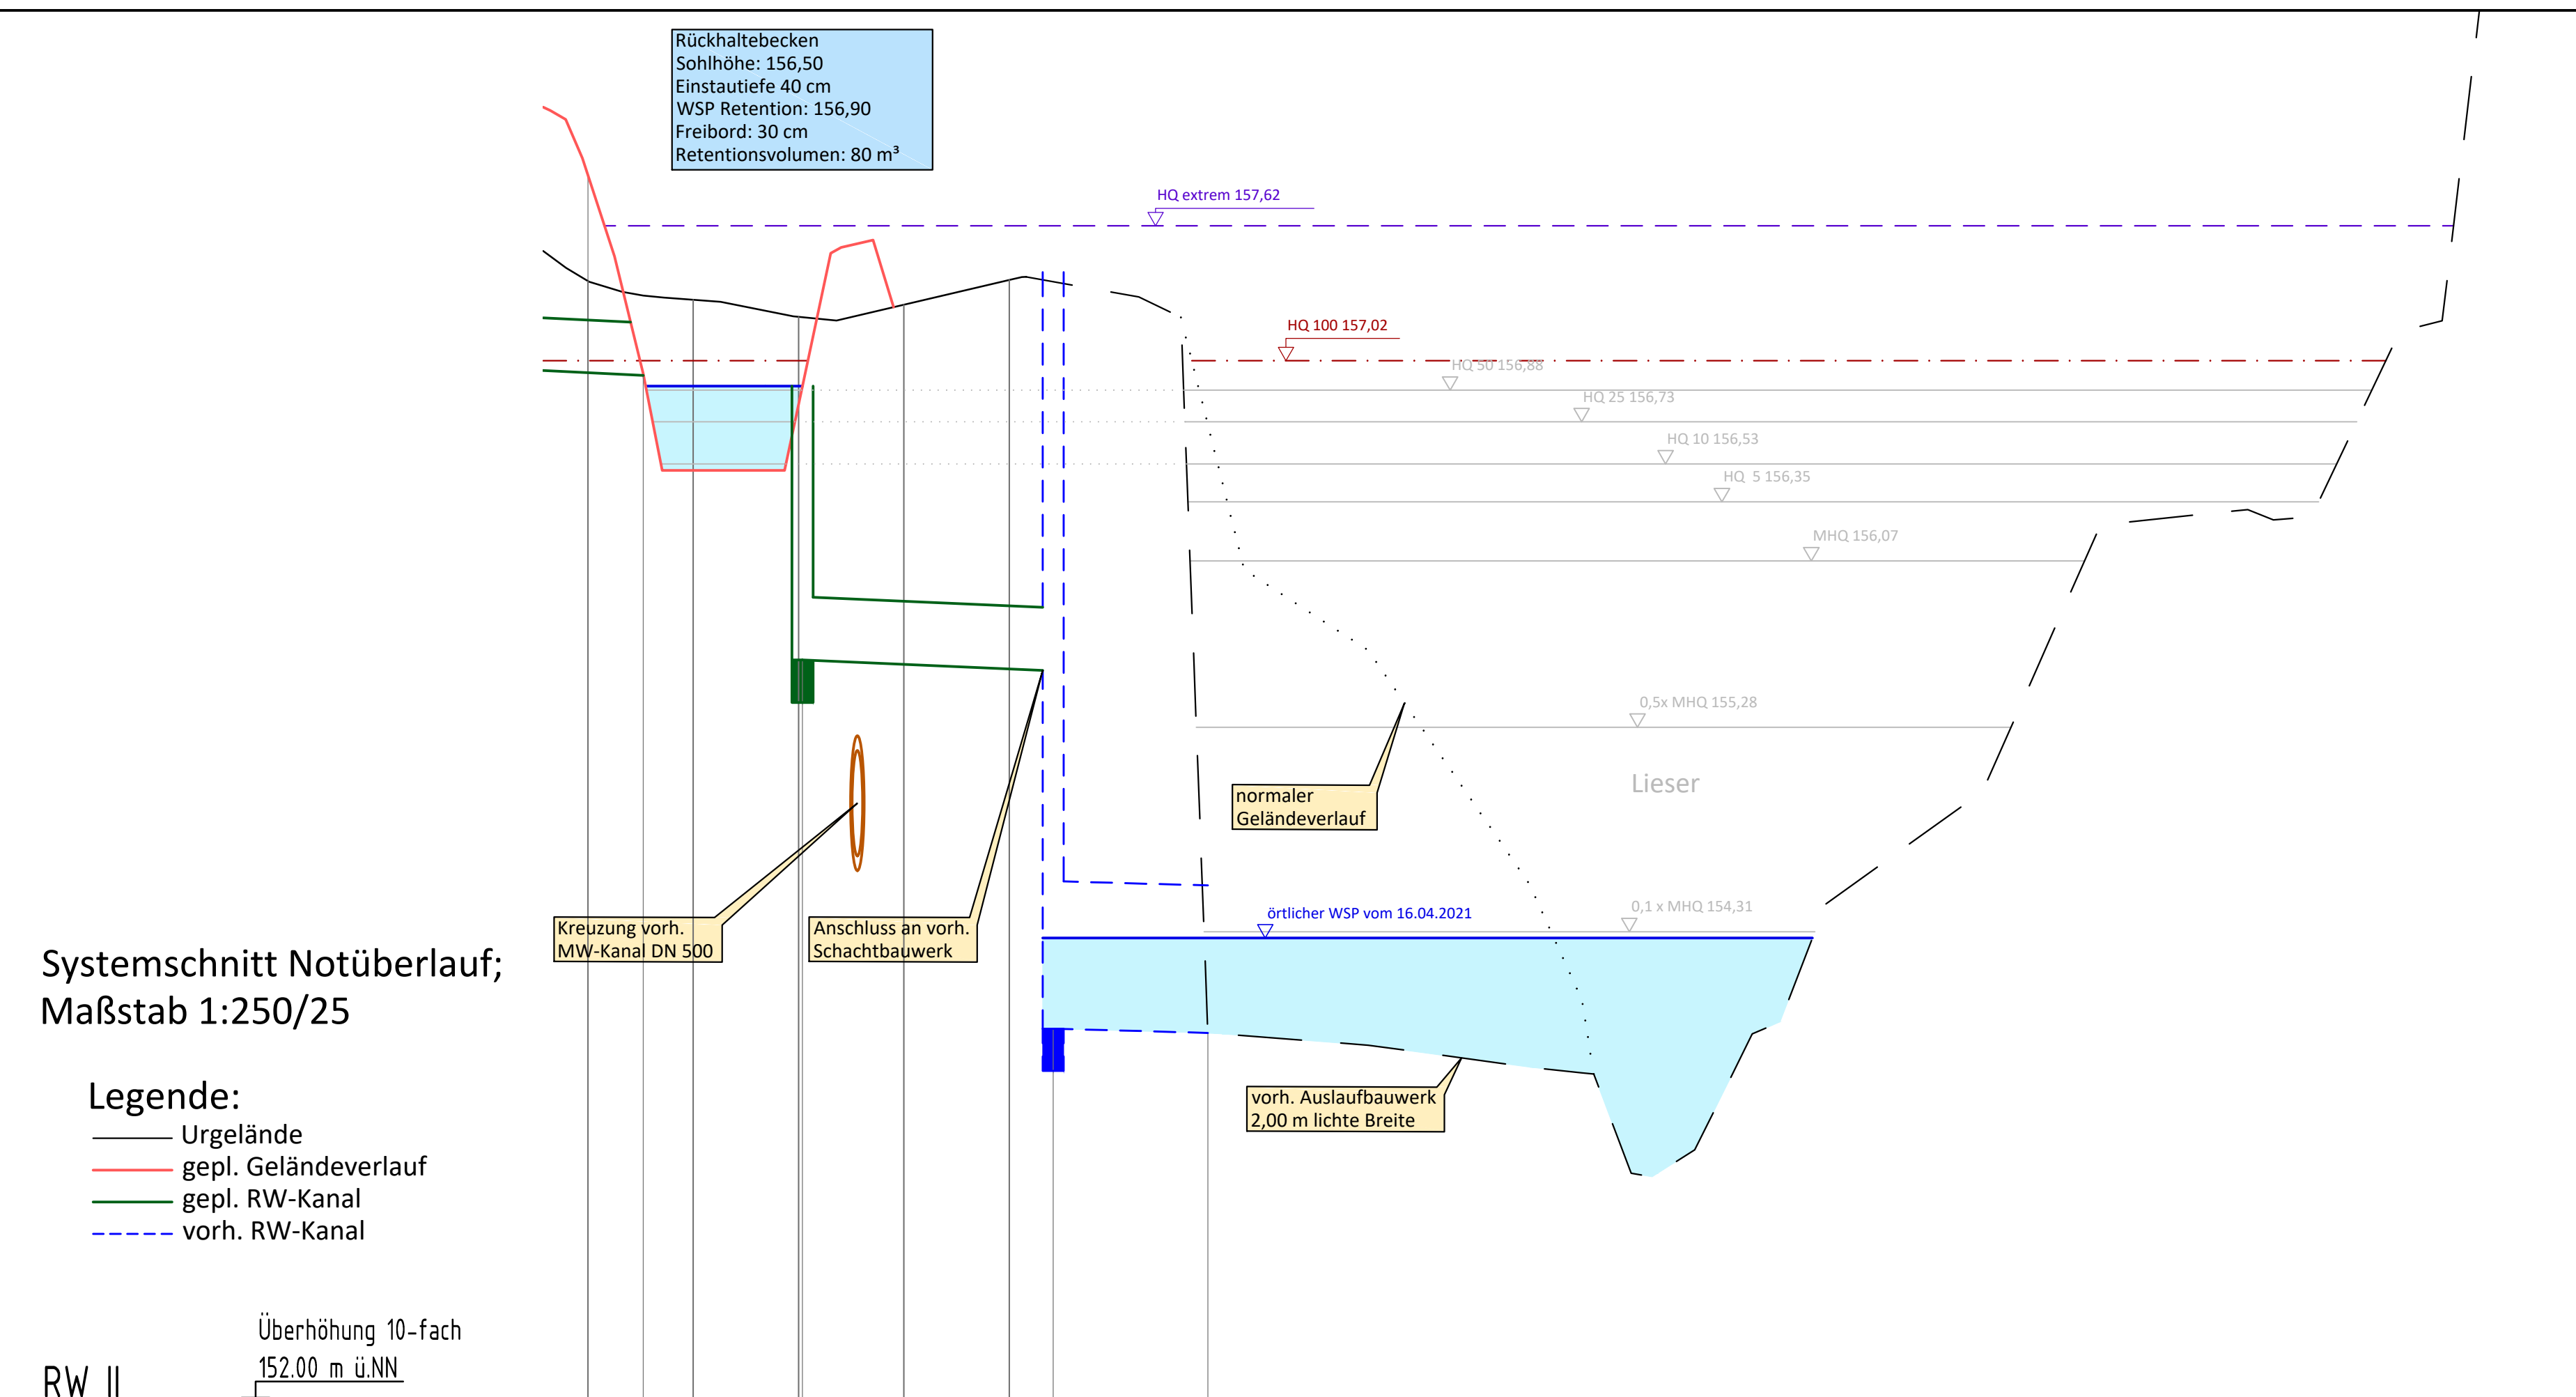 Rückhaltebecken
Sohlhöhe: 156,50
Einstautiefe 40 cm
WSP Retention: 156,90
Freibord: 30 cm
Retentionsvolumen: 80 m³
HQ extrem 157,62
HQ 100 157,02
HQ 50 156,88
HQ 25 156,73
HQ 10 156,53
HQ 5 156,35
MHQ 156,07
0,5x MHQ 155,28
Lieser
normaler
Geländeverlauf
0,1 x MHQ 154,31
örtlicher WSP vom 16.04.2021
Kreuzung vorh.
MW-Kanal DN 500
Anschluss an vorh.
Schachtbauwerk
vorh. Auslaufbauwerk
2,00 m lichte Breite
Systemschnitt Notüberlauf;
Maßstab 1:250/25
Legende:
Urgelände
gepl. Geländeverlauf
gepl. RW-Kanal
vorh. RW-Kanal
Überhöhung 10-fach
152.00 m ü.NN
RW II